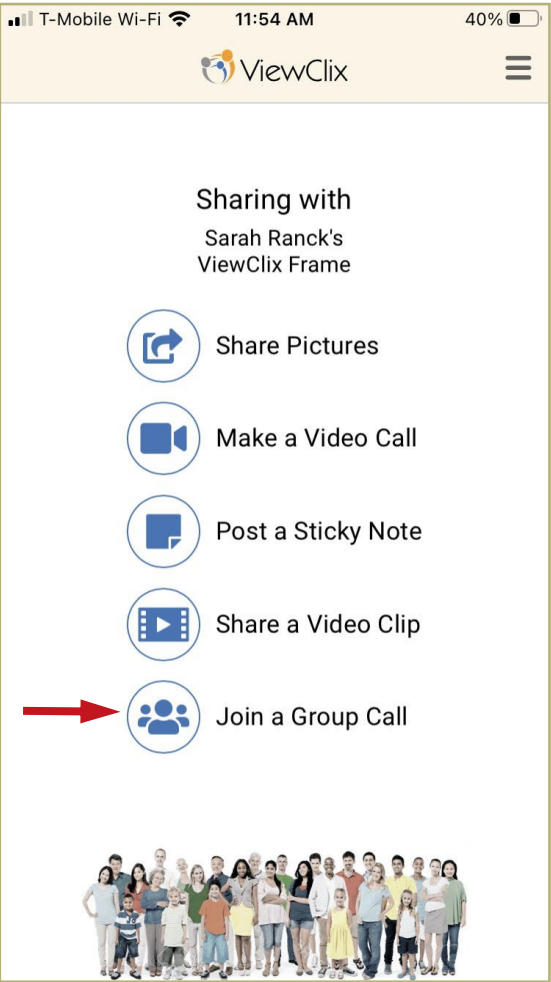 T-Mobile Wi-Fi 11:54 AM 40%
ViewClix
Sharing with
Sarah Ranck's
ViewClix Frame
Share Pictures
Make a Video Call
Post a Sticky Note
Share a Video Clip
Join a Group Call